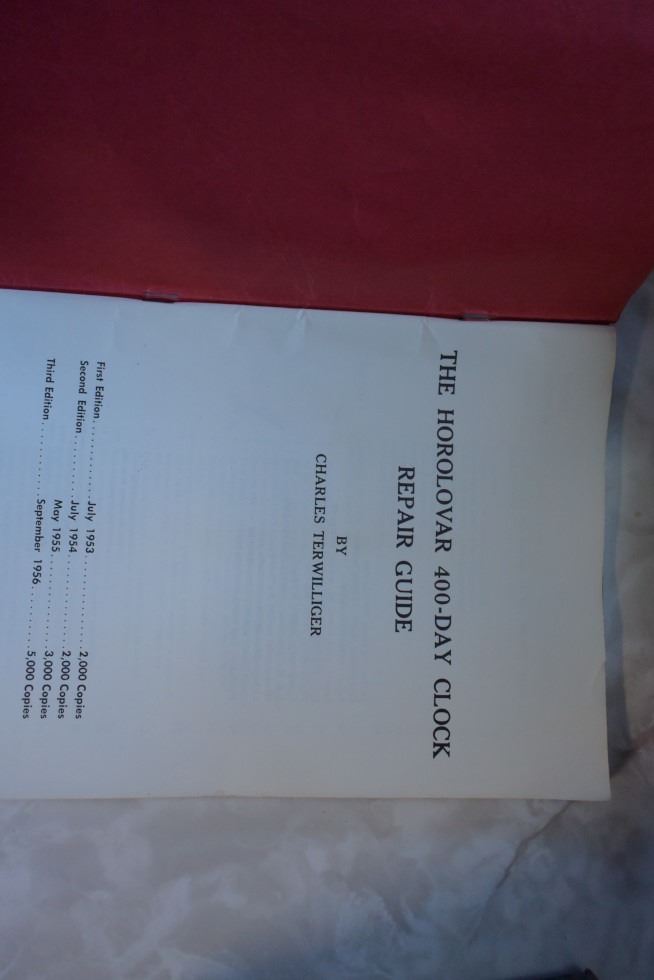 THE HOROLOVAR 400-DAY CLOCK
REPAIR GUIDE
BY
CHARLES TERWILLIGER
First Edition.............July 1953...............2,000 Copies
Second Edition..........July 1954...............2,000 Copies
May 1955...............3,000 Copies
Third Edition............September 1956..........5,000 Copies